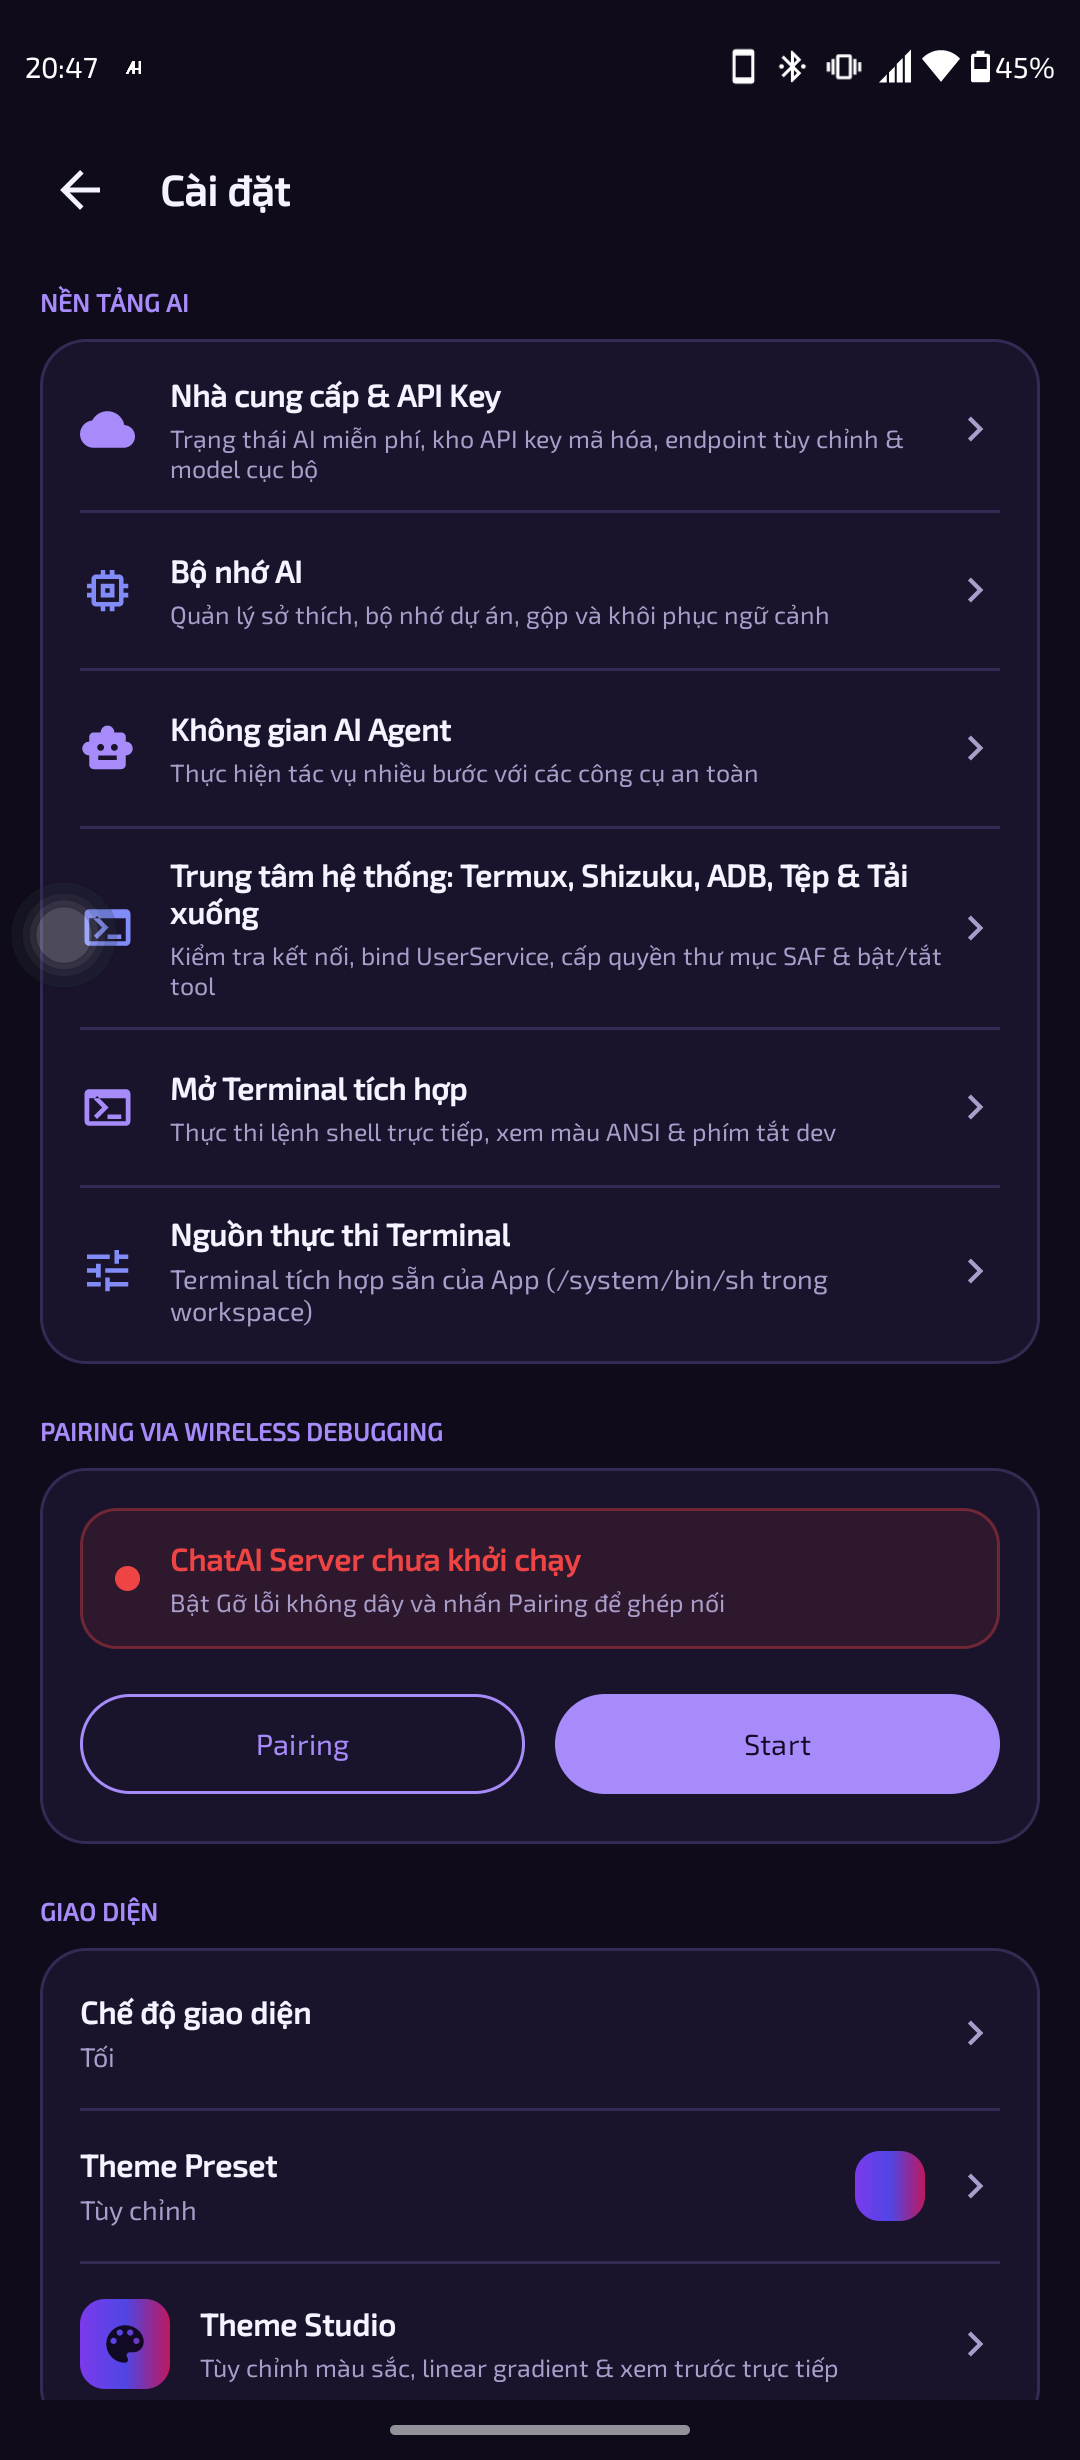 20:47
45%
Cài đặt
NỀN TẢNG AI
Nhà cung cấp & API Key
Trạng thái AI miễn phí, kho API key mã hóa, endpoint tùy chỉnh &
model cục bộ
Bộ nhớ AI
Quản lý sở thích, bộ nhớ dự án, gộp và khôi phục ngữ cảnh
Không gian AI Agent
Thực hiện tác vụ nhiều bước với các công cụ an toàn
Trung tâm hệ thống: Termux, Shizuku, ADB, Tệp & Tải
xuống
Kiểm tra kết nối, bind UserService, cấp quyền thư mục SAF & bật/tắt
tool
Mở Terminal tích hợp
Thực thi lệnh shell trực tiếp, xem màu ANSI & phím tắt dev
Nguồn thực thi Terminal
Terminal tích hợp sẵn của App (/system/bin/sh trong
workspace)
PAIRING VIA WIRELESS DEBUGGING
ChatAI Server chưa khởi chạy
Bật Gỡ lỗi không dây và nhấn Pairing để ghép nối
Pairing
Start
GIAO DIỆN
Chế độ giao diện
Tối
Theme Preset
Tùy chỉnh
Theme Studio
Tùy chỉnh màu sắc, linear gradient & xem trước trực tiếp